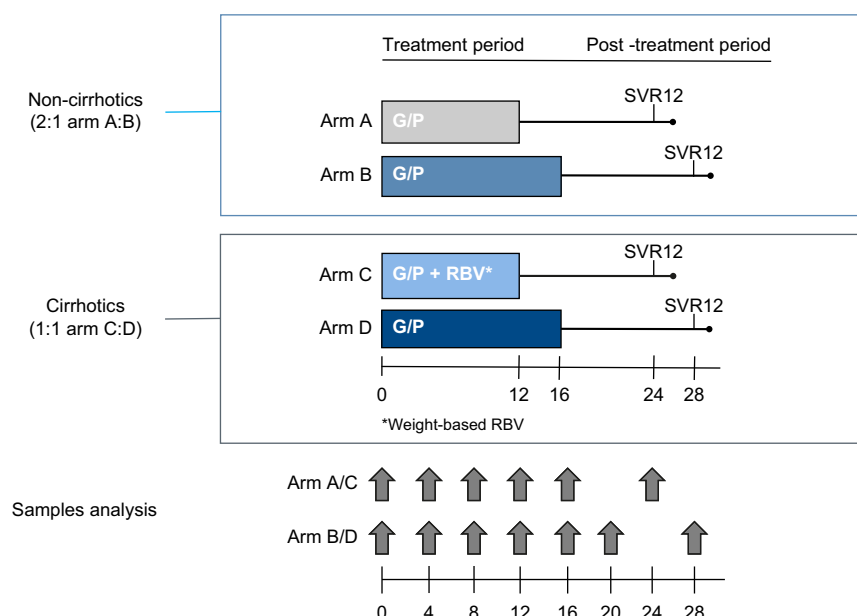 Treatment period Post -treatment period
Non-cirrhotics
(2:1 arm A:B)
Arm A G/P SVR12
Arm B G/P SVR12
Cirrhotics
(1:1 arm C:D)
Arm C G/P + RBV* SVR12
Arm D G/P SVR12
0 12 16 24 28
*Weight-based RBV
Samples analysis
Arm A/C
Arm B/D
0 4 8 12 16 20 24 28